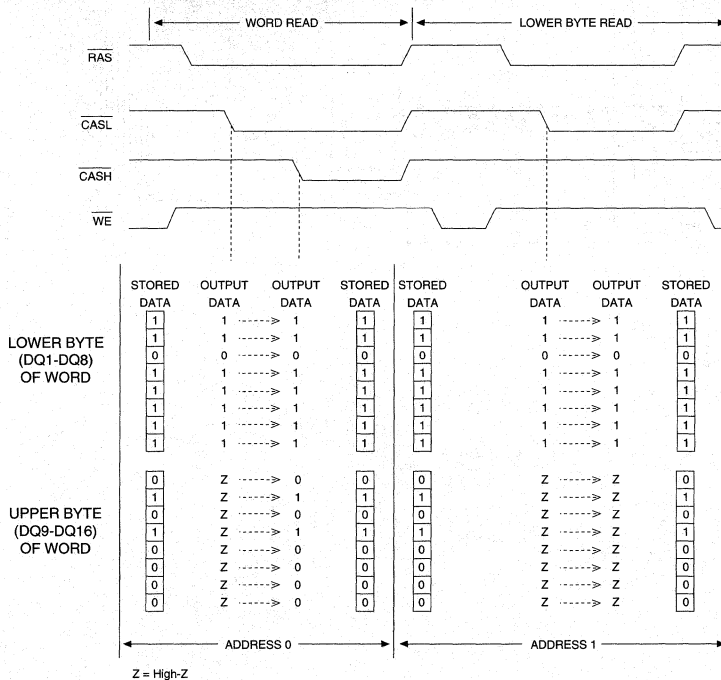 WORD READ LOWER BYTE READ
RAS
CASL
CASH
WE
STORED OUTPUT OUTPUT STORED STORED OUTPUT OUTPUT STORED
DATA DATA DATA DATA DATA DATA DATA DATA
1 1 -----> 1 1 1 1 -----> 1 1
1 1 -----> 1 1 1 1 -----> 1 1
0 0 -----> 0 0 0 0 -----> 0 0
1 1 -----> 1 1 1 1 -----> 1 1
1 1 -----> 1 1 1 1 -----> 1 1
1 1 -----> 1 1 1 1 -----> 1 1
1 1 -----> 1 1 1 1 -----> 1 1
1 1 -----> 1 1 1 1 -----> 1 1
LOWER BYTE
(DQ1-DQ8)
OF WORD
0 Z -----> 0 0 0 Z -----> Z 0
1 Z -----> 1 1 1 Z -----> Z 1
0 Z -----> 0 0 0 Z -----> Z 0
1 Z -----> 1 1 1 Z -----> Z 1
0 Z -----> 0 0 0 Z -----> Z 0
0 Z -----> 0 0 0 Z -----> Z 0
0 Z -----> 0 0 0 Z -----> Z 0
0 Z -----> 0 0 0 Z -----> Z 0
UPPER BYTE
(DQ9-DQ16)
OF WORD
ADDRESS 0 ADDRESS 1
Z = High-Z